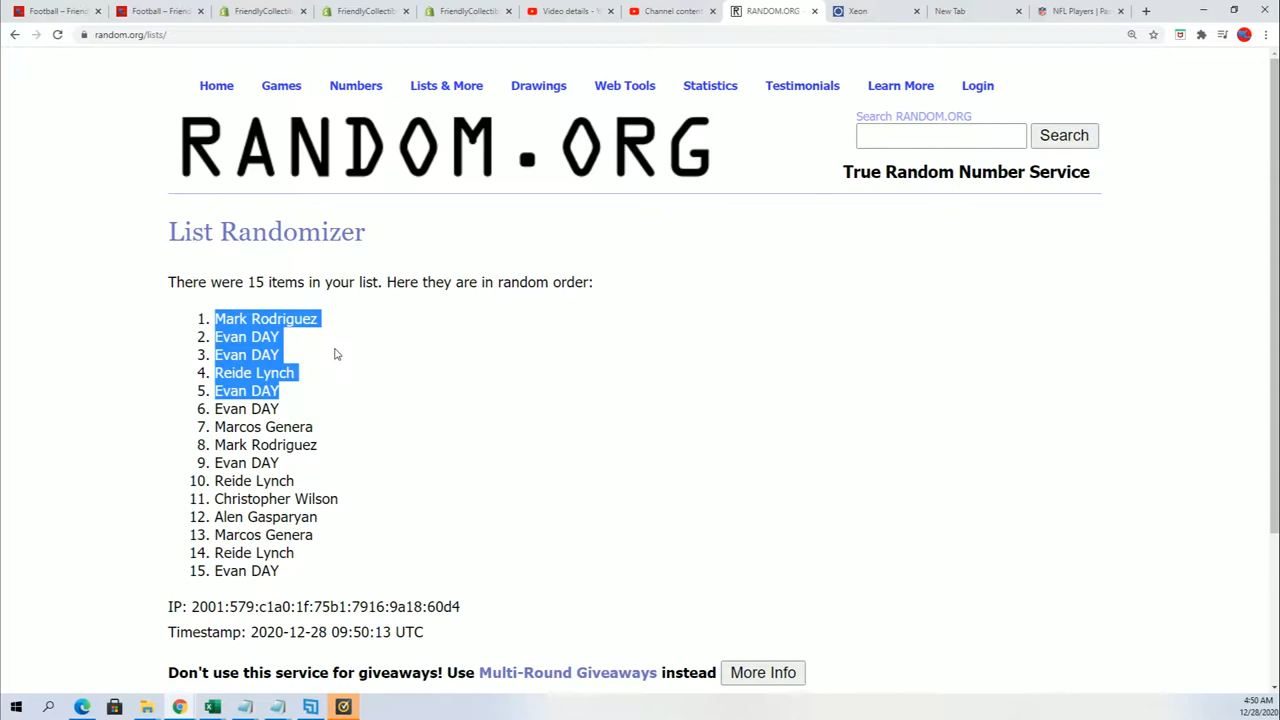 Football – Friend
Football – Friend
FriendlyCollectib
FriendlyCollectib
FriendlyCollectib
Video details - Y
Channel content
RANDOM.ORG -
Xeon
New Tab
NFL Players | Pa
random.org/lists/
Home Games Numbers Lists & More Drawings Web Tools Statistics Testimonials Learn More Login
RANDOM.ORG
Search RANDOM.ORG
Search
True Random Number Service
List Randomizer
There were 15 items in your list. Here they are in random order:
1. Mark Rodriguez
2. Evan DAY
3. Evan DAY
4. Reide Lynch
5. Evan DAY
6. Evan DAY
7. Marcos Genera
8. Mark Rodriguez
9. Evan DAY
10. Reide Lynch
11. Christopher Wilson
12. Alen Gasparyan
13. Marcos Genera
14. Reide Lynch
15. Evan DAY
IP: 2001:579:c1a0:1f:75b1:7916:9a18:60d4
Timestamp: 2020-12-28 09:50:13 UTC
Don't use this service for giveaways! Use Multi-Round Giveaways instead More Info
4:50 AM
12/28/2020